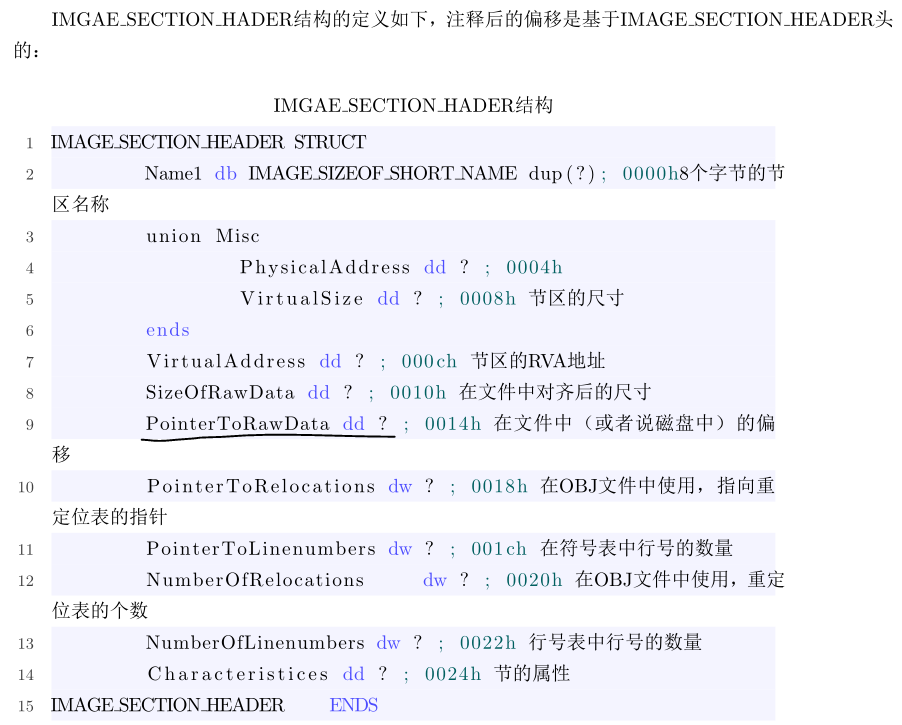 IMGAE_SECTION_HADER结构的定义如下，注释后的偏移是基于IMAGE_SECTION_HEADER头
的：
IMGAE_SECTION_HADER结构
1 IMAGE_SECTION_HEADER STRUCT
2 Name1 db IMAGE_SIZEOF_SHORT_NAME dup(?); 0000h8个字节的节
区名称
3 union Misc
4 PhysicalAddress dd ? ; 0004h
5 VirtualSize dd ? ; 0008h 节区的尺寸
6 ends
7 VirtualAddress dd ? ; 000ch 节区的RVA地址
8 SizeOfRawData dd ? ; 0010h 在文件中对齐后的尺寸
9 PointerToRawData dd ? ; 0014h 在文件中（或者说磁盘中）的偏
移
10 PointerToRelocations dw ? ; 0018h 在OBJ文件中使用，指向重
定位表的指针
11 PointerToLinenumbers dw ? ; 001ch 在符号表中行号的数量
12 NumberOfRelocations dw ? ; 0020h 在OBJ文件中使用，重定
位表的个数
13 NumberOfLinenumbers dw ? ; 0022h 行号表中行号的数量
14 Characteristices dd ? ; 0024h 节的属性
15 IMAGE_SECTION_HEADER ENDS